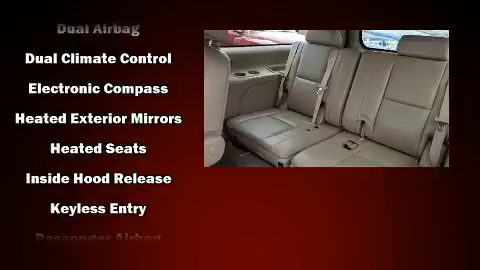 Dual Airbag
Dual Climate Control
Electronic Compass
Heated Exterior Mirrors
Heated Seats
Inside Hood Release
Keyless Entry
Passenger Airbag